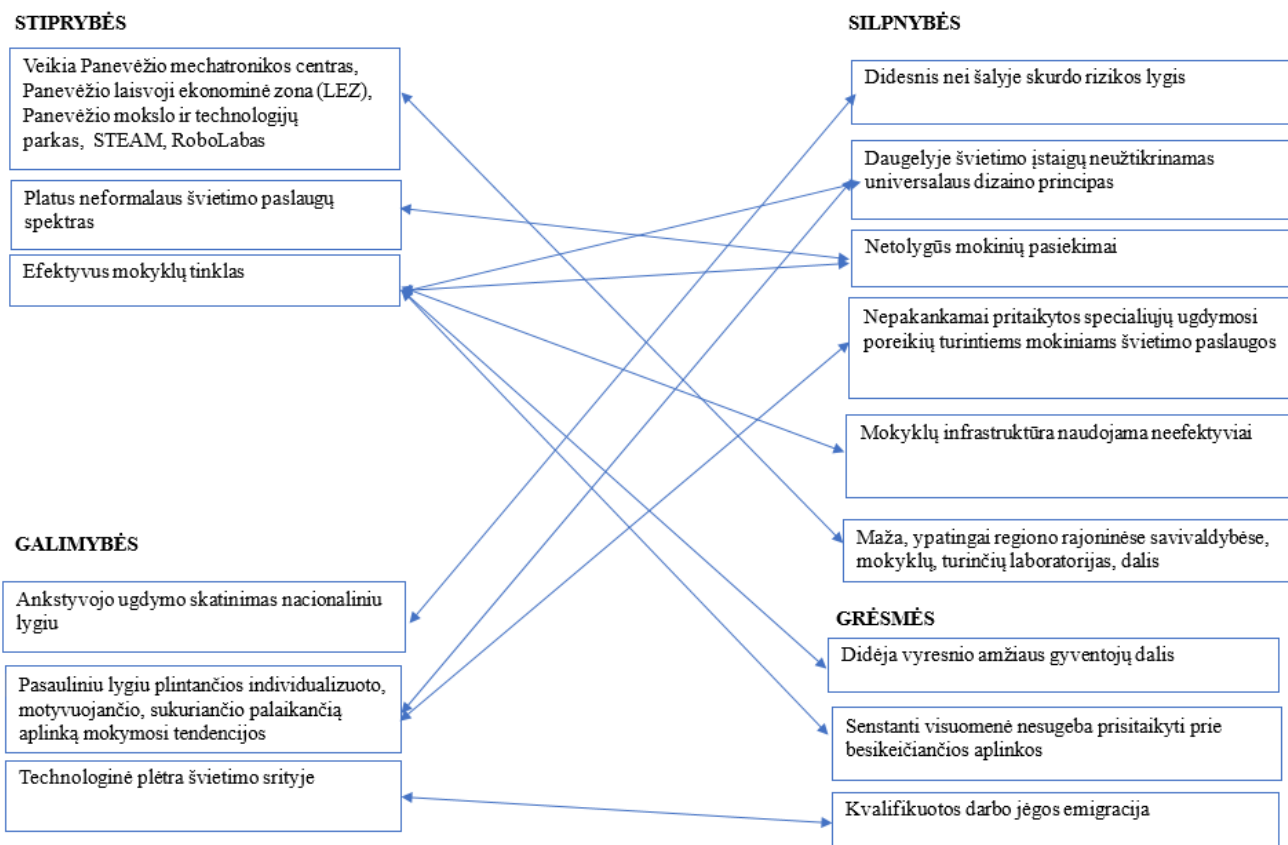 STIPRYBĖS
Veikia Panevėžio mechatronikos centras,
Panevėžio laisvoji ekonominė zona (LEZ),
Panevėžio mokslo ir technologijų
parkas, STEAM, RoboLabas
Platus neformalaus švietimo paslaugų
spektras
Efektyvus mokyklų tinklas
SILPNYBĖS
Didesnis nei šalyje skurdo rizikos lygis
Daugelyje švietimo įstaigų neužtikrinamas
universalaus dizaino principas
Netolygūs mokinių pasiekimai
Nepakankamai pritaikytos specialiųjų ugdymosi
poreikių turintiems mokiniams švietimo paslaugos
Mokyklų infrastruktūra naudojama neefektyviai
Maža, ypatingai regiono rajoninėse savivaldybėse,
mokyklų, turinčių laboratorijas, dalis
GALIMYBĖS
Ankstyvojo ugdymo skatinimas nacionaliniu
lygiu
Pasauliniu lygiu plintančios individualizuoto,
motyvuojančio, sukuriančio palaikančią
aplinką mokymosi tendencijos
Technologinė plėtra švietimo srityje
GRĖSMĖS
Didėja vyresnio amžiaus gyventojų dalis
Senstanti visuomenė nesugeba prisitaikyti prie
besikeičiančios aplinkos
Kvalifikuotos darbo jėgos emigracija